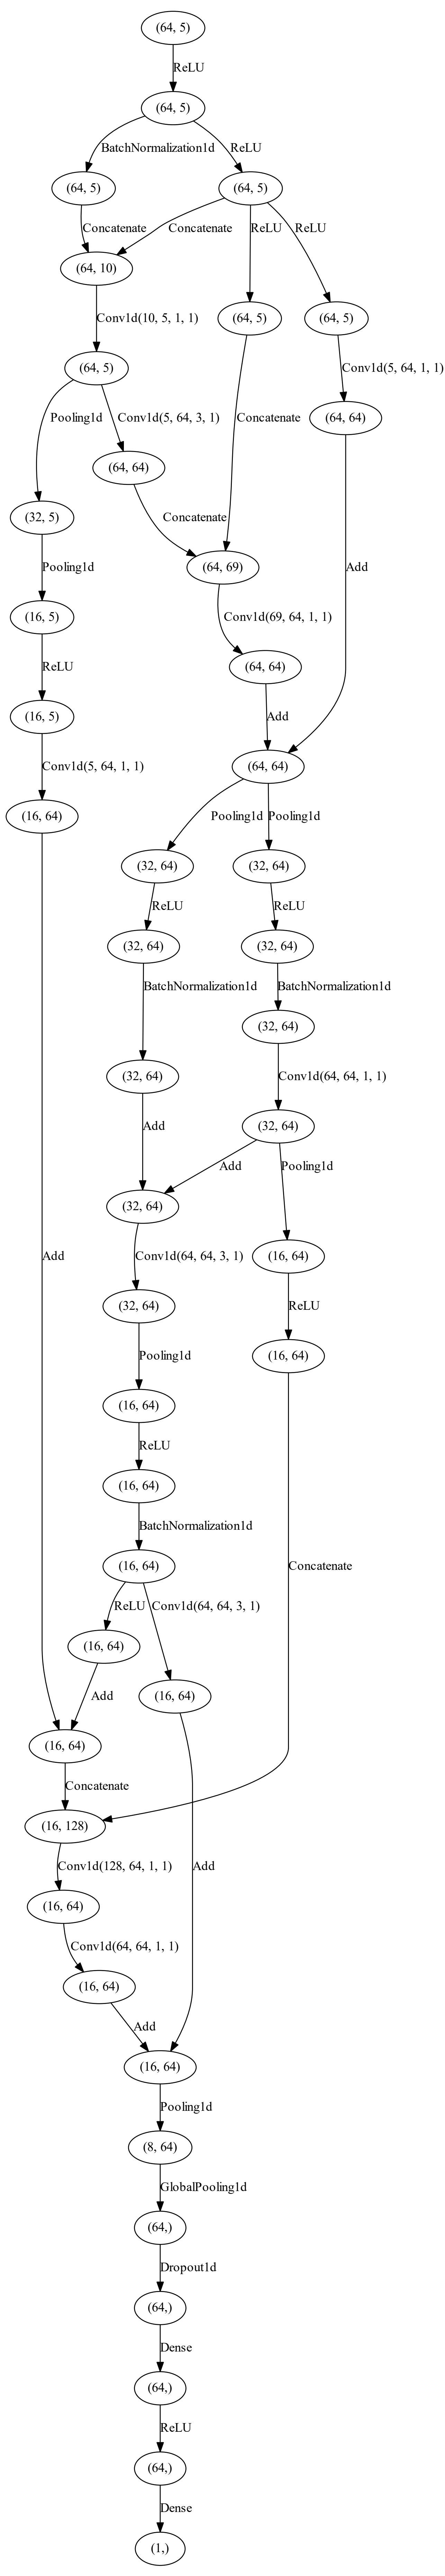 (64, 5)
ReLU
(64, 5)
BatchNormalization1d ReLU
(64, 5) (64, 5)
Concatenate Concatenate ReLU ReLU
(64, 10) (64, 5) (64, 5)
Conv1d(10, 5, 1, 1) Conv1d(5, 64, 1, 1)
(64, 5) (64, 64)
Pooling1d Conv1d(5, 64, 3, 1) Concatenate
(64, 64)
(32, 5) Concatenate
Pooling1d (64, 69) Add
(16, 5) Conv1d(69, 64, 1, 1)
ReLU (64, 64)
(16, 5) Add
Conv1d(5, 64, 1, 1) (64, 64)
(16, 64) Pooling1d Pooling1d
(32, 64) (32, 64)
ReLU ReLU
(32, 64) (32, 64)
BatchNormalization1d BatchNormalization1d
(32, 64)
(32, 64) Conv1d(64, 64, 1, 1)
Add (32, 64)
Add Pooling1d
(32, 64)
Add Conv1d(64, 64, 3, 1) (16, 64)
(32, 64) ReLU
Pooling1d (16, 64)
(16, 64)
ReLU
(16, 64)
BatchNormalization1d Concatenate
(16, 64)
ReLU Conv1d(64, 64, 3, 1)
(16, 64)
Add (16, 64)
(16, 64)
Concatenate
(16, 128)
Conv1d(128, 64, 1, 1) Add
(16, 64)
Conv1d(64, 64, 1, 1)
(16, 64)
Add
(16, 64)
Pooling1d
(8, 64)
GlobalPooling1d
(64,)
Dropout1d
(64,)
Dense
(64,)
ReLU
(64,)
Dense
(1,)